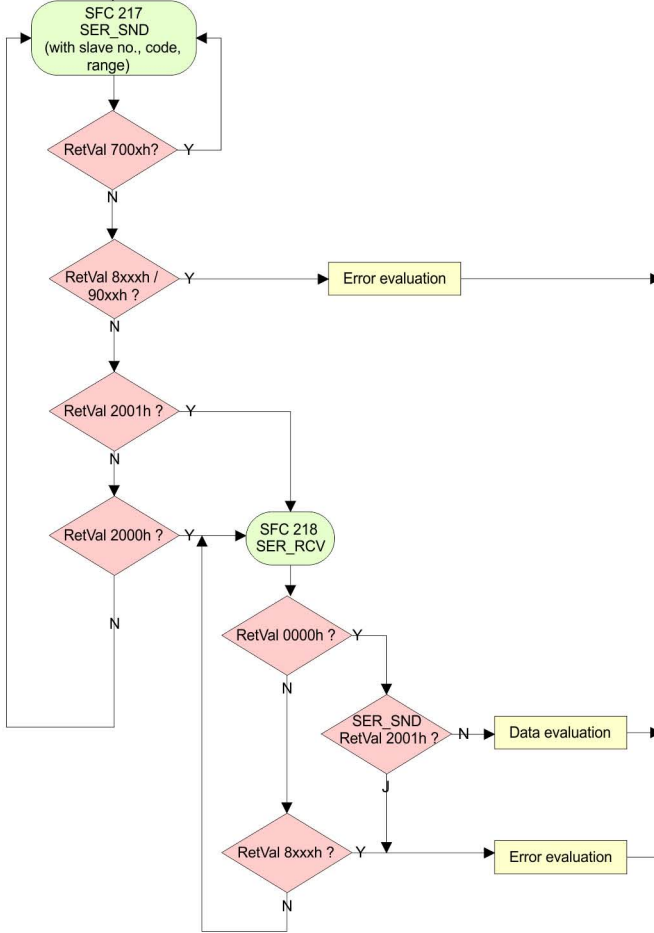 SFC 217
SER_SND
(with slave no., code,
range)
RetVal 700xh?
Y
N
RetVal 8xxxh /
90xxh ?
Y
Error evaluation
N
RetVal 2001h ?
Y
N
RetVal 2000h ?
Y
SFC 218
SER_RCV
N
RetVal 0000h ?
Y
N
SER_SND
RetVal 2001h ?
N
Data evaluation
J
RetVal 8xxxh ?
Y
Error evaluation
N